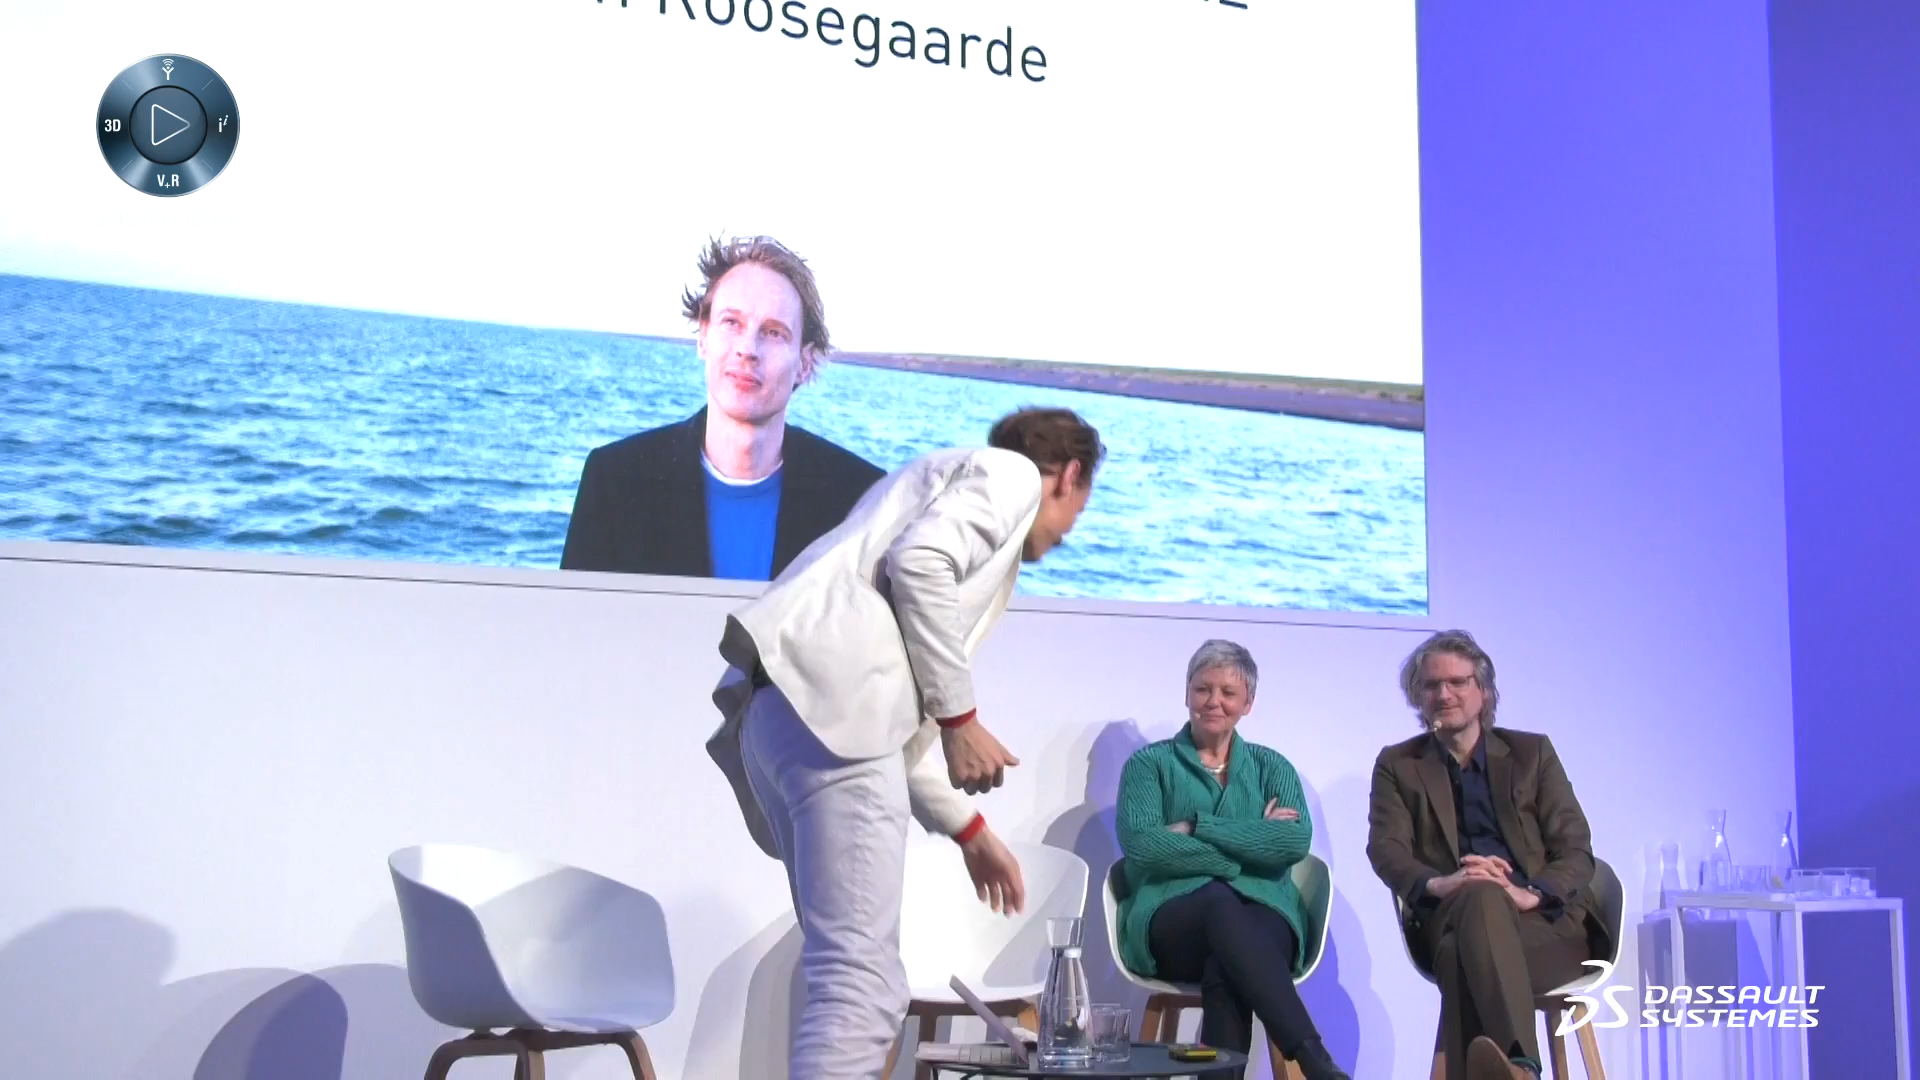 Roosegaarde
3D
i i
V+R
DASSAULT
SYSTEMES